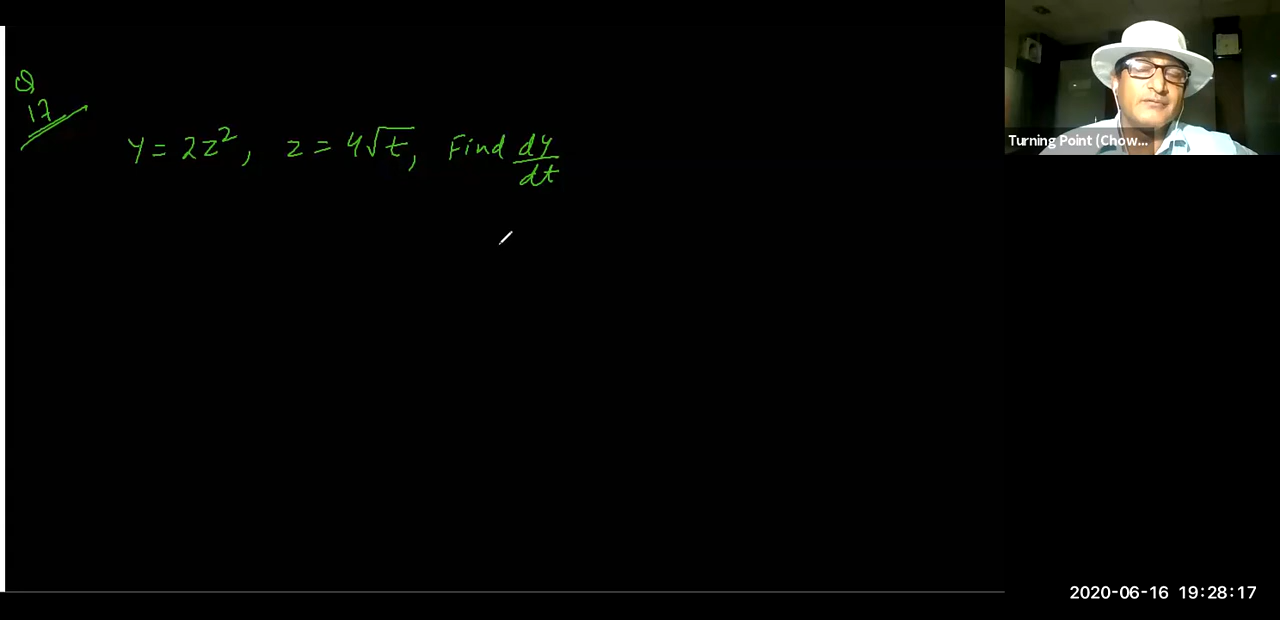 Q
17
y = 2z², z = 4√t, Find dy/dt
Turning Point (Chow...
2020-06-16 19:28:17